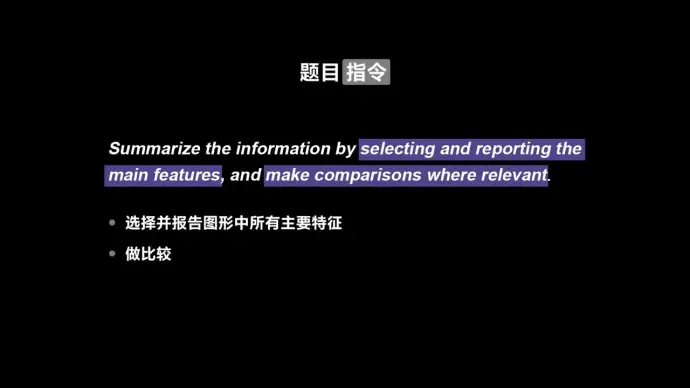 题目 指令
Summarize the information by selecting and reporting the
main features, and make comparisons where relevant.
• 选择并报告图形中所有主要特征
• 做比较